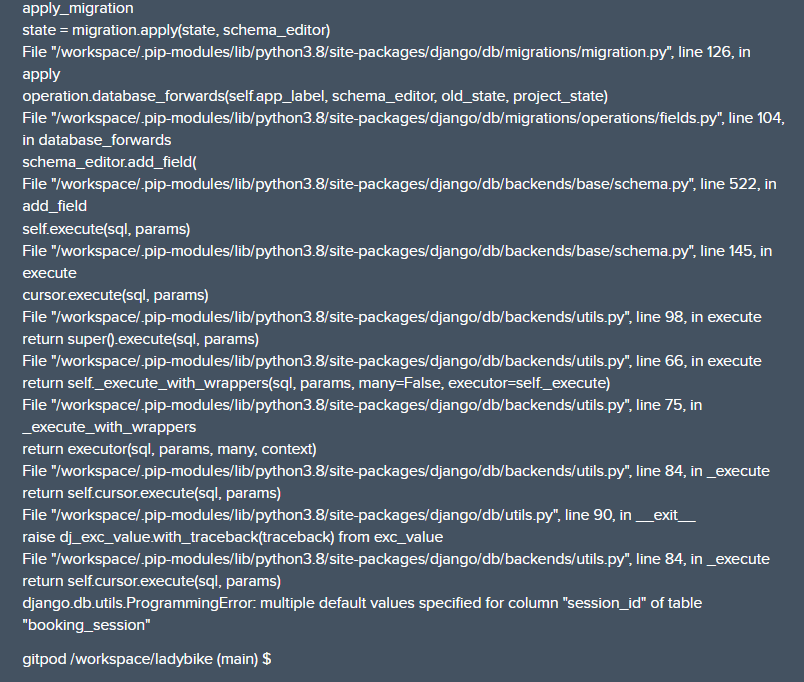 apply_migration
state = migration.apply(state, schema_editor)
File "/workspace/.pip-modules/lib/python3.8/site-packages/django/db/migrations/migration.py", line 126, in
apply
operation.database_forwards(self.app_label, schema_editor, old_state, project_state)
File "/workspace/.pip-modules/lib/python3.8/site-packages/django/db/migrations/operations/fields.py", line 104,
in database_forwards
schema_editor.add_field(
File "/workspace/.pip-modules/lib/python3.8/site-packages/django/db/backends/base/schema.py", line 522, in
add_field
self.execute(sql, params)
File "/workspace/.pip-modules/lib/python3.8/site-packages/django/db/backends/base/schema.py", line 145, in
execute
cursor.execute(sql, params)
File "/workspace/.pip-modules/lib/python3.8/site-packages/django/db/backends/utils.py", line 98, in execute
return super().execute(sql, params)
File "/workspace/.pip-modules/lib/python3.8/site-packages/django/db/backends/utils.py", line 66, in execute
return self._execute_with_wrappers(sql, params, many=False, executor=self._execute)
File "/workspace/.pip-modules/lib/python3.8/site-packages/django/db/backends/utils.py", line 75, in
_execute_with_wrappers
return executor(sql, params, many, context)
File "/workspace/.pip-modules/lib/python3.8/site-packages/django/db/backends/utils.py", line 84, in _execute
return self.cursor.execute(sql, params)
File "/workspace/.pip-modules/lib/python3.8/site-packages/django/db/utils.py", line 90, in __exit__
raise dj_exc_value.with_traceback(traceback) from exc_value
File "/workspace/.pip-modules/lib/python3.8/site-packages/django/db/backends/utils.py", line 84, in _execute
return self.cursor.execute(sql, params)
django.db.utils.ProgrammingError: multiple default values specified for column "session_id" of table
"booking_session"
gitpod /workspace/ladybike (main) $